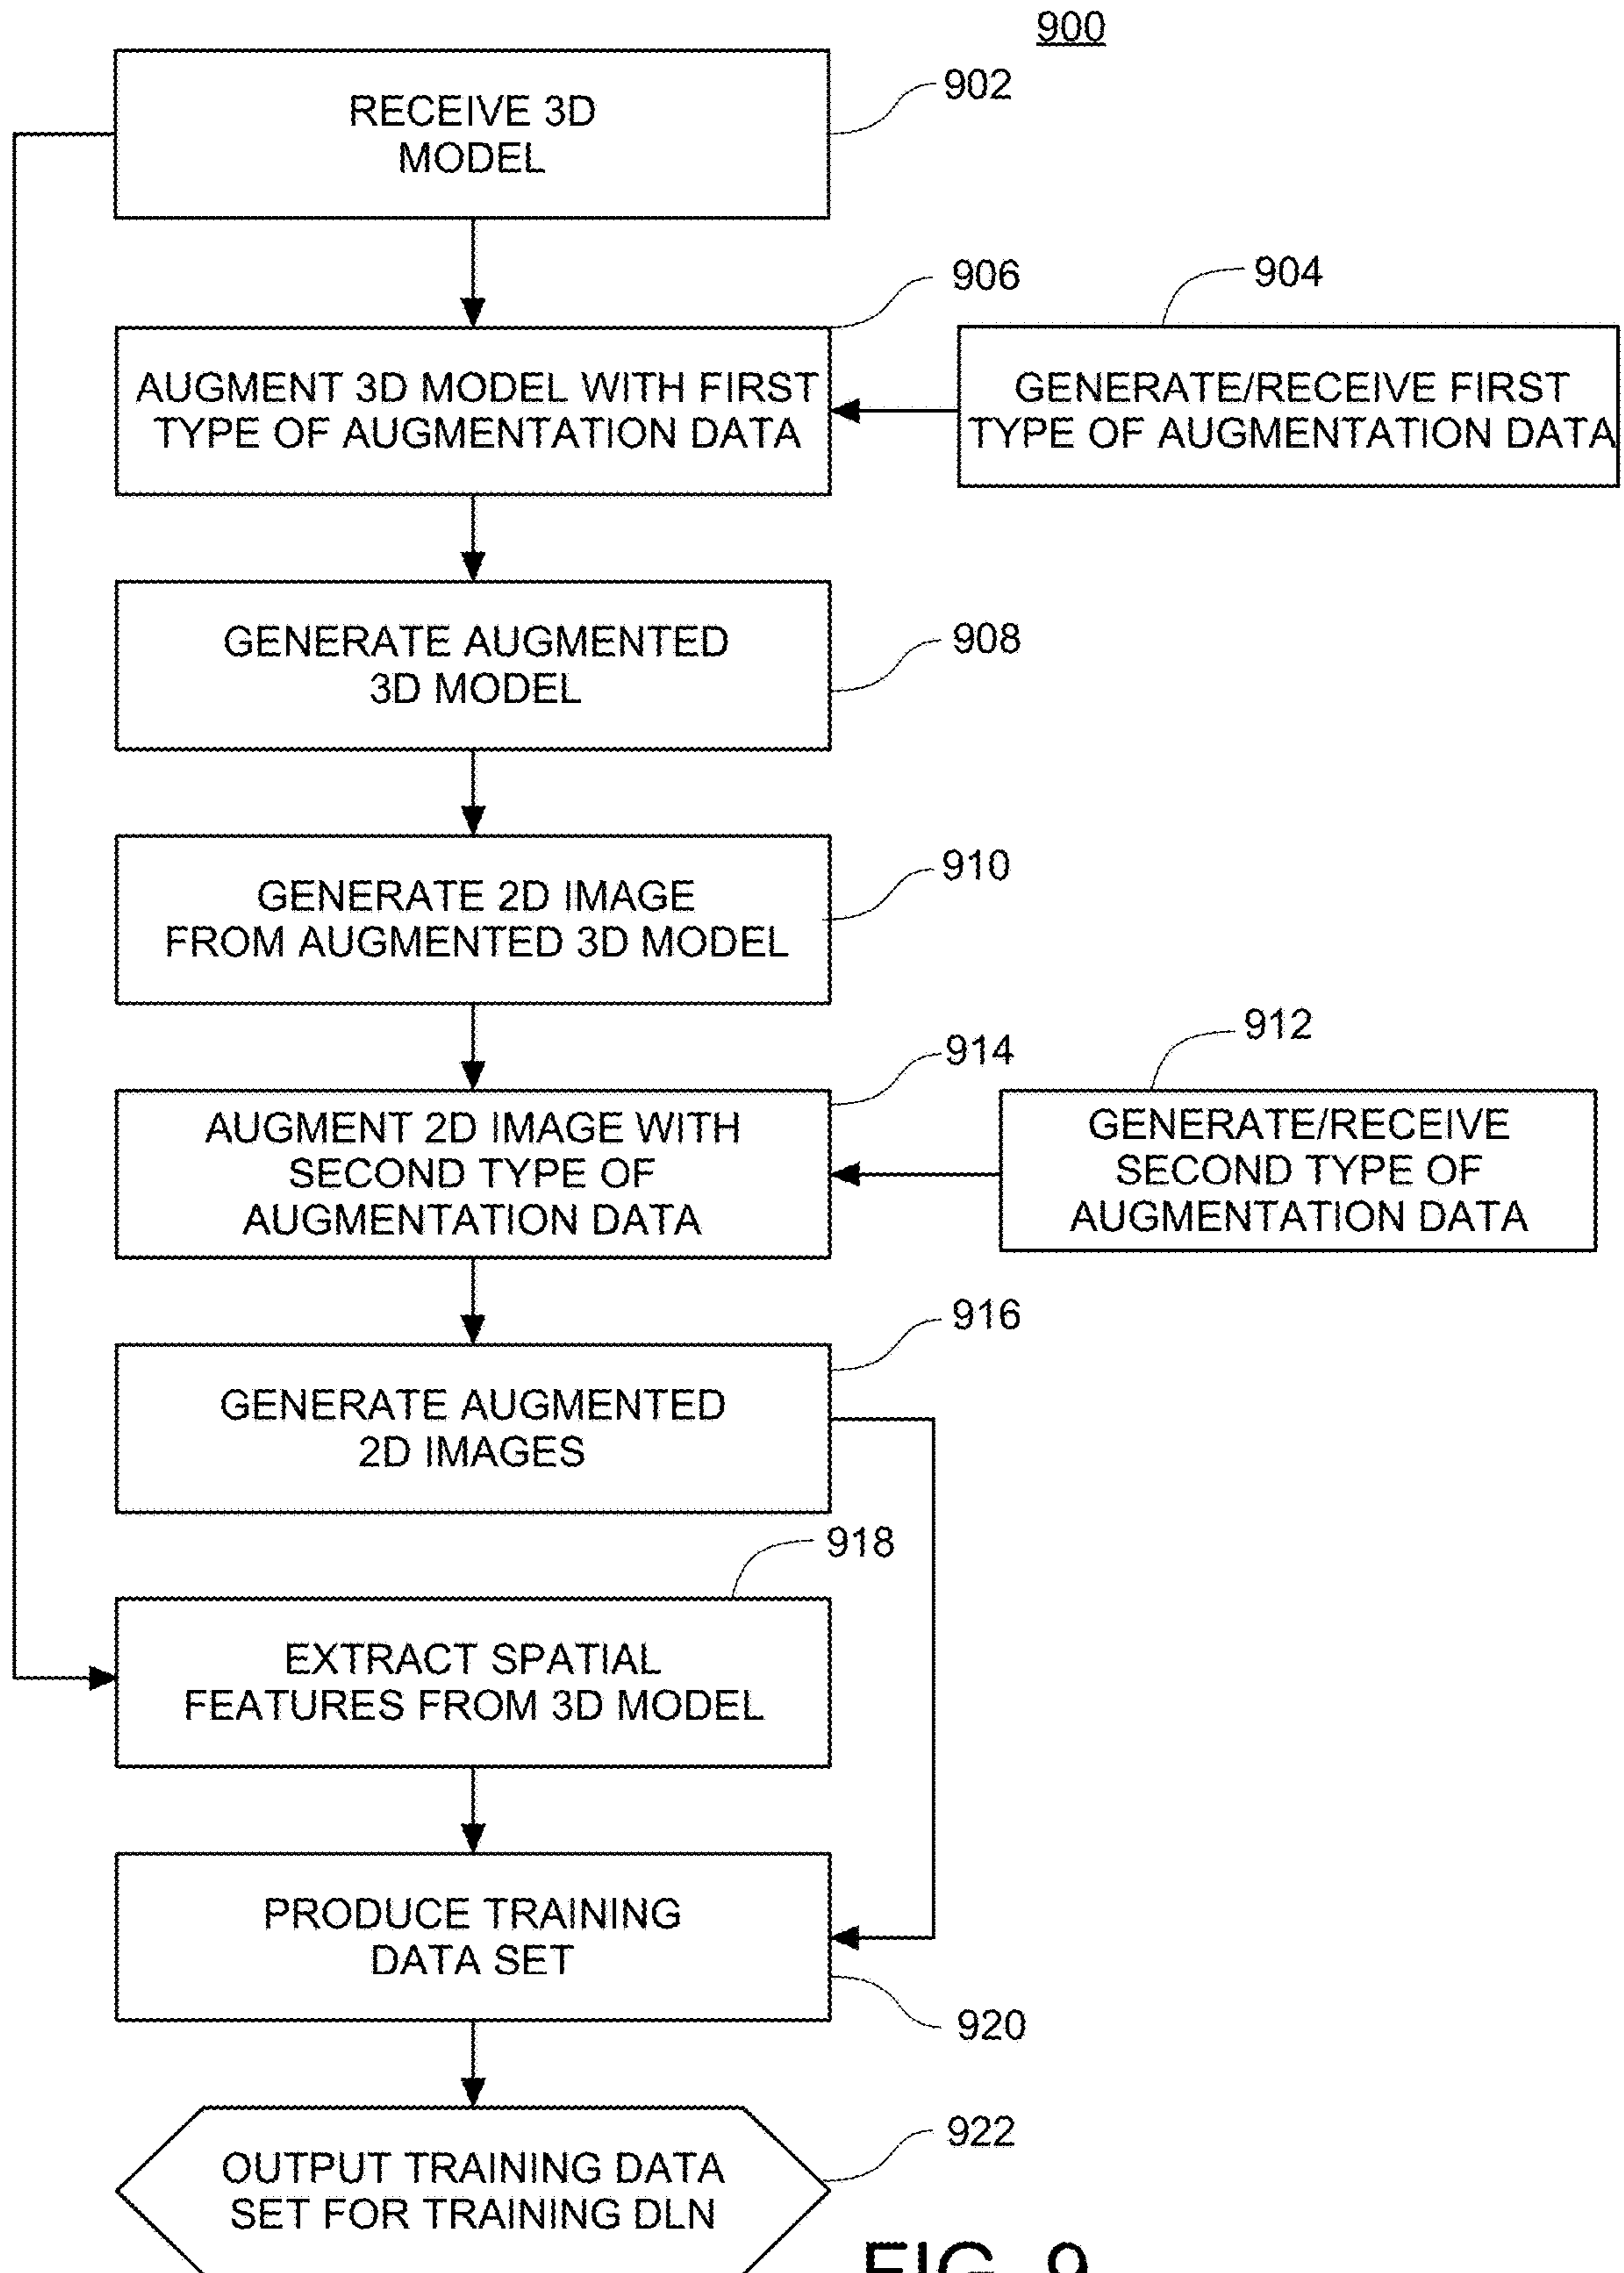 900
RECEIVE 3D
MODEL
902
906
904
AUGMENT 3D MODEL WITH FIRST
TYPE OF AUGMENTATION DATA
GENERATE/RECEIVE FIRST
TYPE OF AUGMENTATION DATA
GENERATE AUGMENTED
3D MODEL
908
GENERATE 2D IMAGE
FROM AUGMENTED 3D MODEL
910
914
912
AUGMENT 2D IMAGE WITH
SECOND TYPE OF
AUGMENTATION DATA
GENERATE/RECEIVE
SECOND TYPE OF
AUGMENTATION DATA
916
GENERATE AUGMENTED
2D IMAGES
918
EXTRACT SPATIAL
FEATURES FROM 3D MODEL
PRODUCE TRAINING
DATA SET
920
922
OUTPUT TRAINING DATA
SET FOR TRAINING DLN
FIG. 9